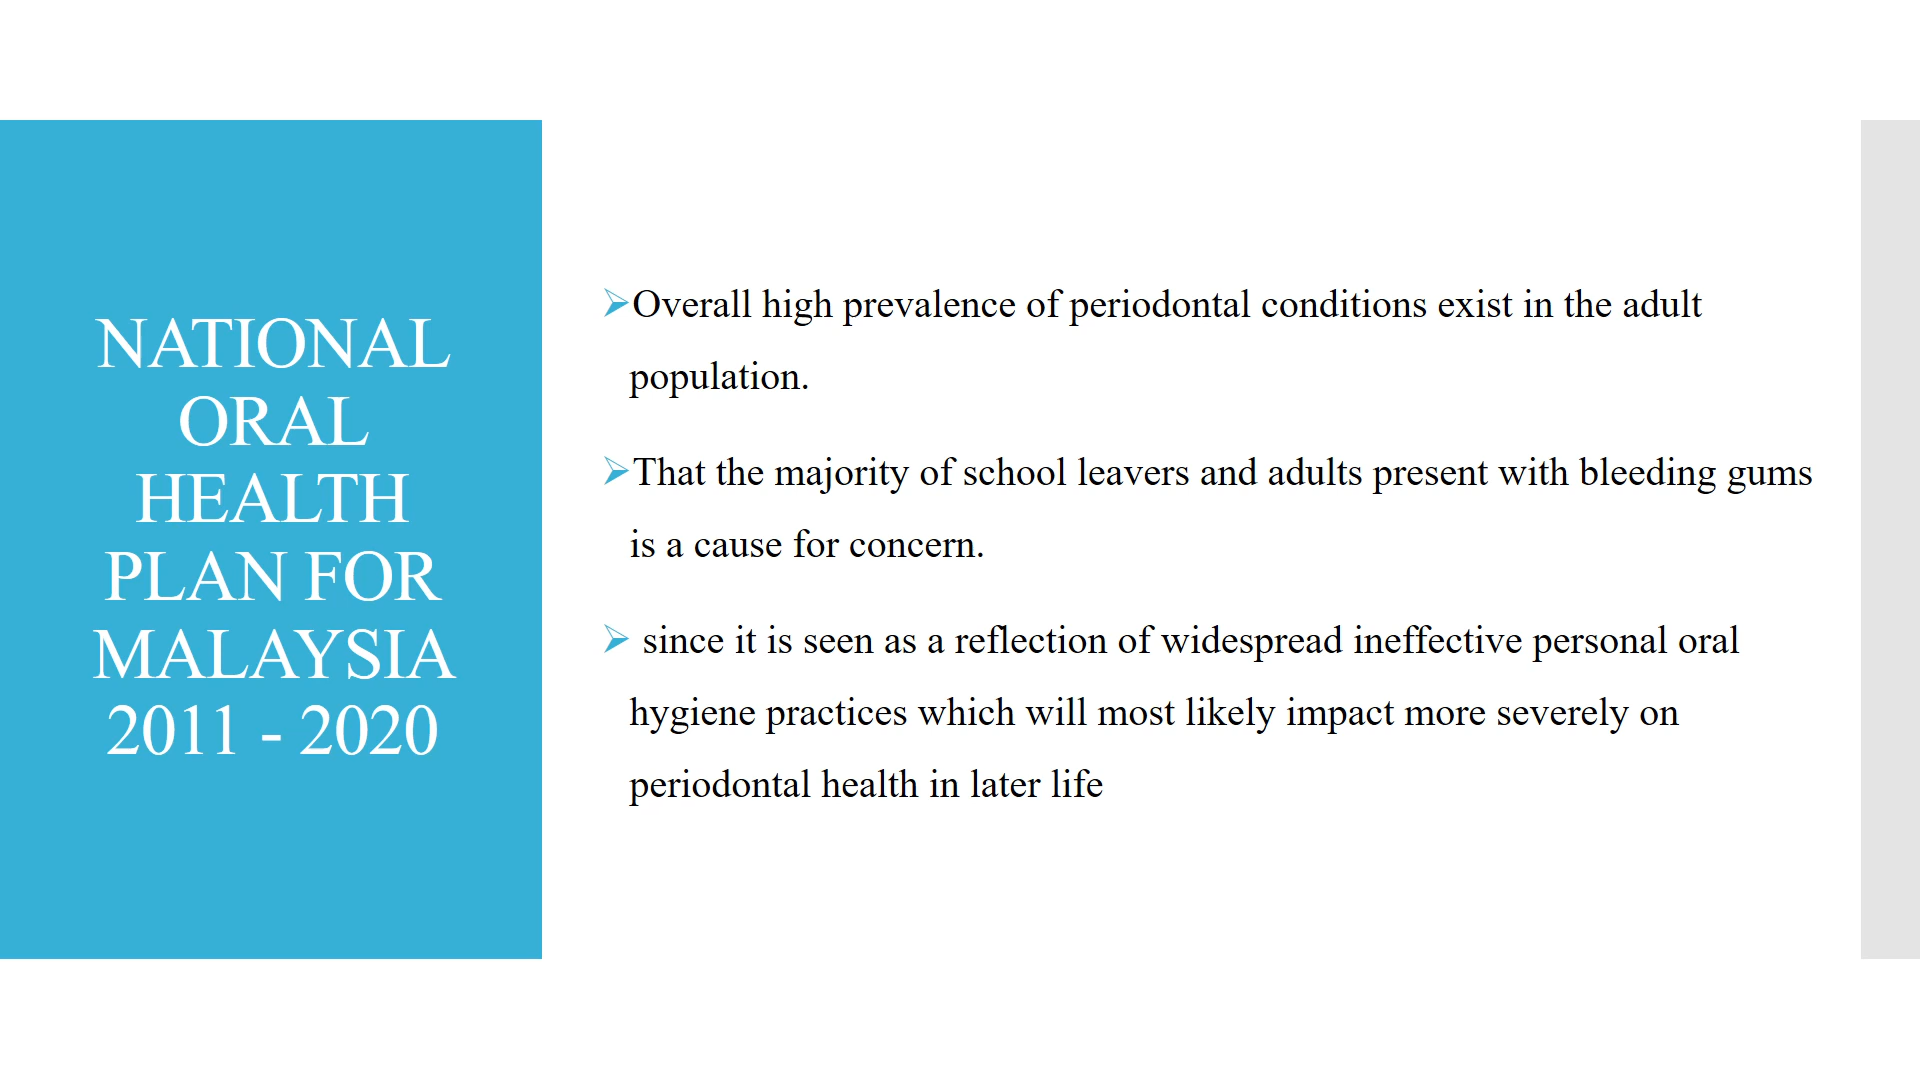 NATIONAL
ORAL
HEALTH
PLAN FOR
MALAYSIA
2011 - 2020
➢Overall high prevalence of periodontal conditions exist in the adult
population.
➢That the majority of school leavers and adults present with bleeding gums
is a cause for concern.
➢ since it is seen as a reflection of widespread ineffective personal oral
hygiene practices which will most likely impact more severely on
periodontal health in later life